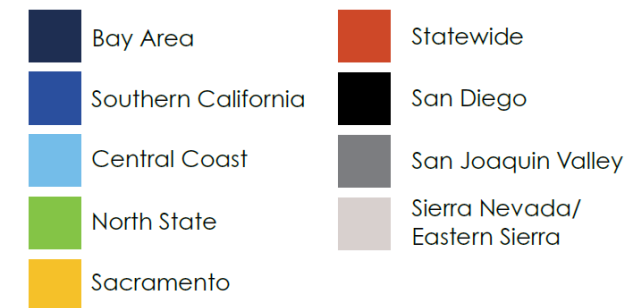 Bay Area
Southern California
Central Coast
North State
Sacramento
Statewide
San Diego
San Joaquin Valley
Sierra Nevada/
Eastern Sierra